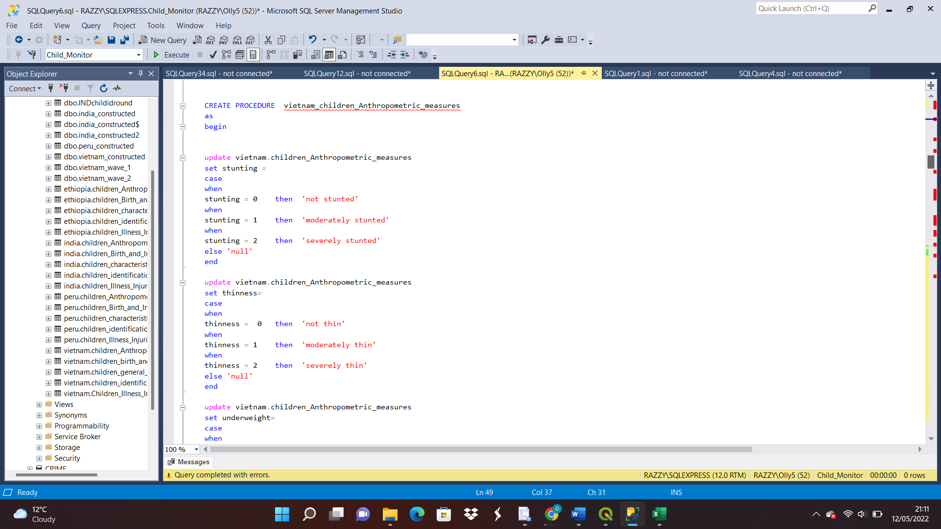 SQLQuery6.sql - RAZZY\SQLEXPRESS.Child_Monitor (RAZZY\Olly5 (52))* - Microsoft SQL Server Management Studio
Quick Launch (Ctrl+Q)
File Edit View Query Project Tools Window Help
New Query
Child_Monitor Execute
Object Explorer
SQLQuery34.sql - not connected* SQLQuery12.sql - not connected* SQLQuery6.sql - RA...(RAZZY\Olly5 (52))* SQLQuery1.sql - not connected* SQLQuery4.sql - not connected*
Connect
dbo.INDchildidround
dbo.india_constructed
dbo.india_constructed$
dbo.india_constructed2
dbo.peru_constructed
dbo.vietnam_constructed
dbo.vietnam_wave_1
dbo.vietnam_wave_2
ethiopia.children_Anthrop
ethiopia.children_Birth_an
ethiopia.children_characte
ethiopia.children_identific
ethiopia.children_Illness_I
india.children_Anthropom
india.children_Birth_and_I
india.children_characterist
india.children_identificatio
india.children_Illness_Injur
peru.children_Anthropome
peru.children_Birth_and_Ir
peru.children_characterist
peru.children_identificatio
peru.children_Illness_Injuri
vietnam.children_Anthrop
vietnam.children_birth_an
vietnam.children_general_
vietnam.children_identific
vietnam.Children_Illness_I
Views
Synonyms
Programmability
Service Broker
Storage
Security
CRIME
CREATE PROCEDURE vietnam_children_Anthropometric_measures
as
begin
update vietnam.children_Anthropometric_measures
set stunting =
case
when
stunting = 0 then 'not stunted'
when
stunting = 1 then 'moderately stunted'
when
stunting = 2 then 'severely stunted'
else 'null'
end
update vietnam.children_Anthropometric_measures
set thinness=
case
when
thinness = 0 then 'not thin'
when
thinness = 1 then 'moderately thin'
when
thinness = 2 then 'severely thin'
else 'null'
end
update vietnam.children_Anthropometric_measures
set underweight=
case
when
100 %
Messages
Query completed with errors. RAZZY\SQLEXPRESS (12.0 RTM) RAZZY\Olly5 (52) Child_Monitor 00:00:00 0 rows
Ready Ln 49 Col 37 Ch 31 INS
12°C
Cloudy
21:11
12/05/2022